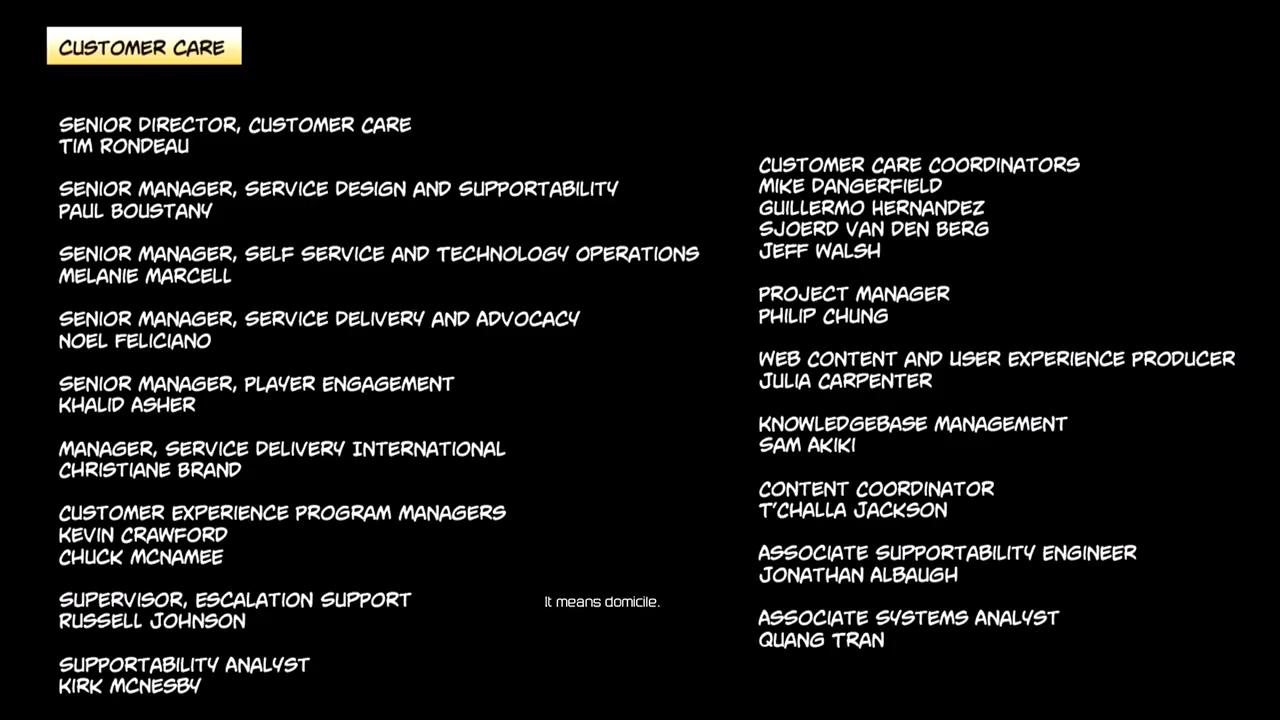 CUSTOMER CARE
SENIOR DIRECTOR, CUSTOMER CARE
TIM RONDEAU
SENIOR MANAGER, SERVICE DESIGN AND SUPPORTABILITY
PAUL BOUSTANY
SENIOR MANAGER, SELF SERVICE AND TECHNOLOGY OPERATIONS
MELANIE MARCELL
SENIOR MANAGER, SERVICE DELIVERY AND ADVOCACY
NOEL FELICIANO
SENIOR MANAGER, PLAYER ENGAGEMENT
KHALID ASHER
MANAGER, SERVICE DELIVERY INTERNATIONAL
CHRISTIANE BRAND
CUSTOMER EXPERIENCE PROGRAM MANAGERS
KEVIN CRAWFORD
CHUCK MCNAMEE
SUPERVISOR, ESCALATION SUPPORT
RUSSELL JOHNSON
SUPPORTABILITY ANALYST
KIRK MCNESBY
CUSTOMER CARE COORDINATORS
MIKE DANGERFIELD
GUILLERMO HERNANDEZ
SJOERD VAN DEN BERG
JEFF WALSH
PROJECT MANAGER
PHILIP CHUNG
WEB CONTENT AND USER EXPERIENCE PRODUCER
JULIA CARPENTER
KNOWLEDGEBASE MANAGEMENT
SAM AKIKI
CONTENT COORDINATOR
T'CHALLA JACKSON
ASSOCIATE SUPPORTABILITY ENGINEER
JONATHAN ALBAUGH
ASSOCIATE SYSTEMS ANALYST
QUANG TRAN
It means domicile.